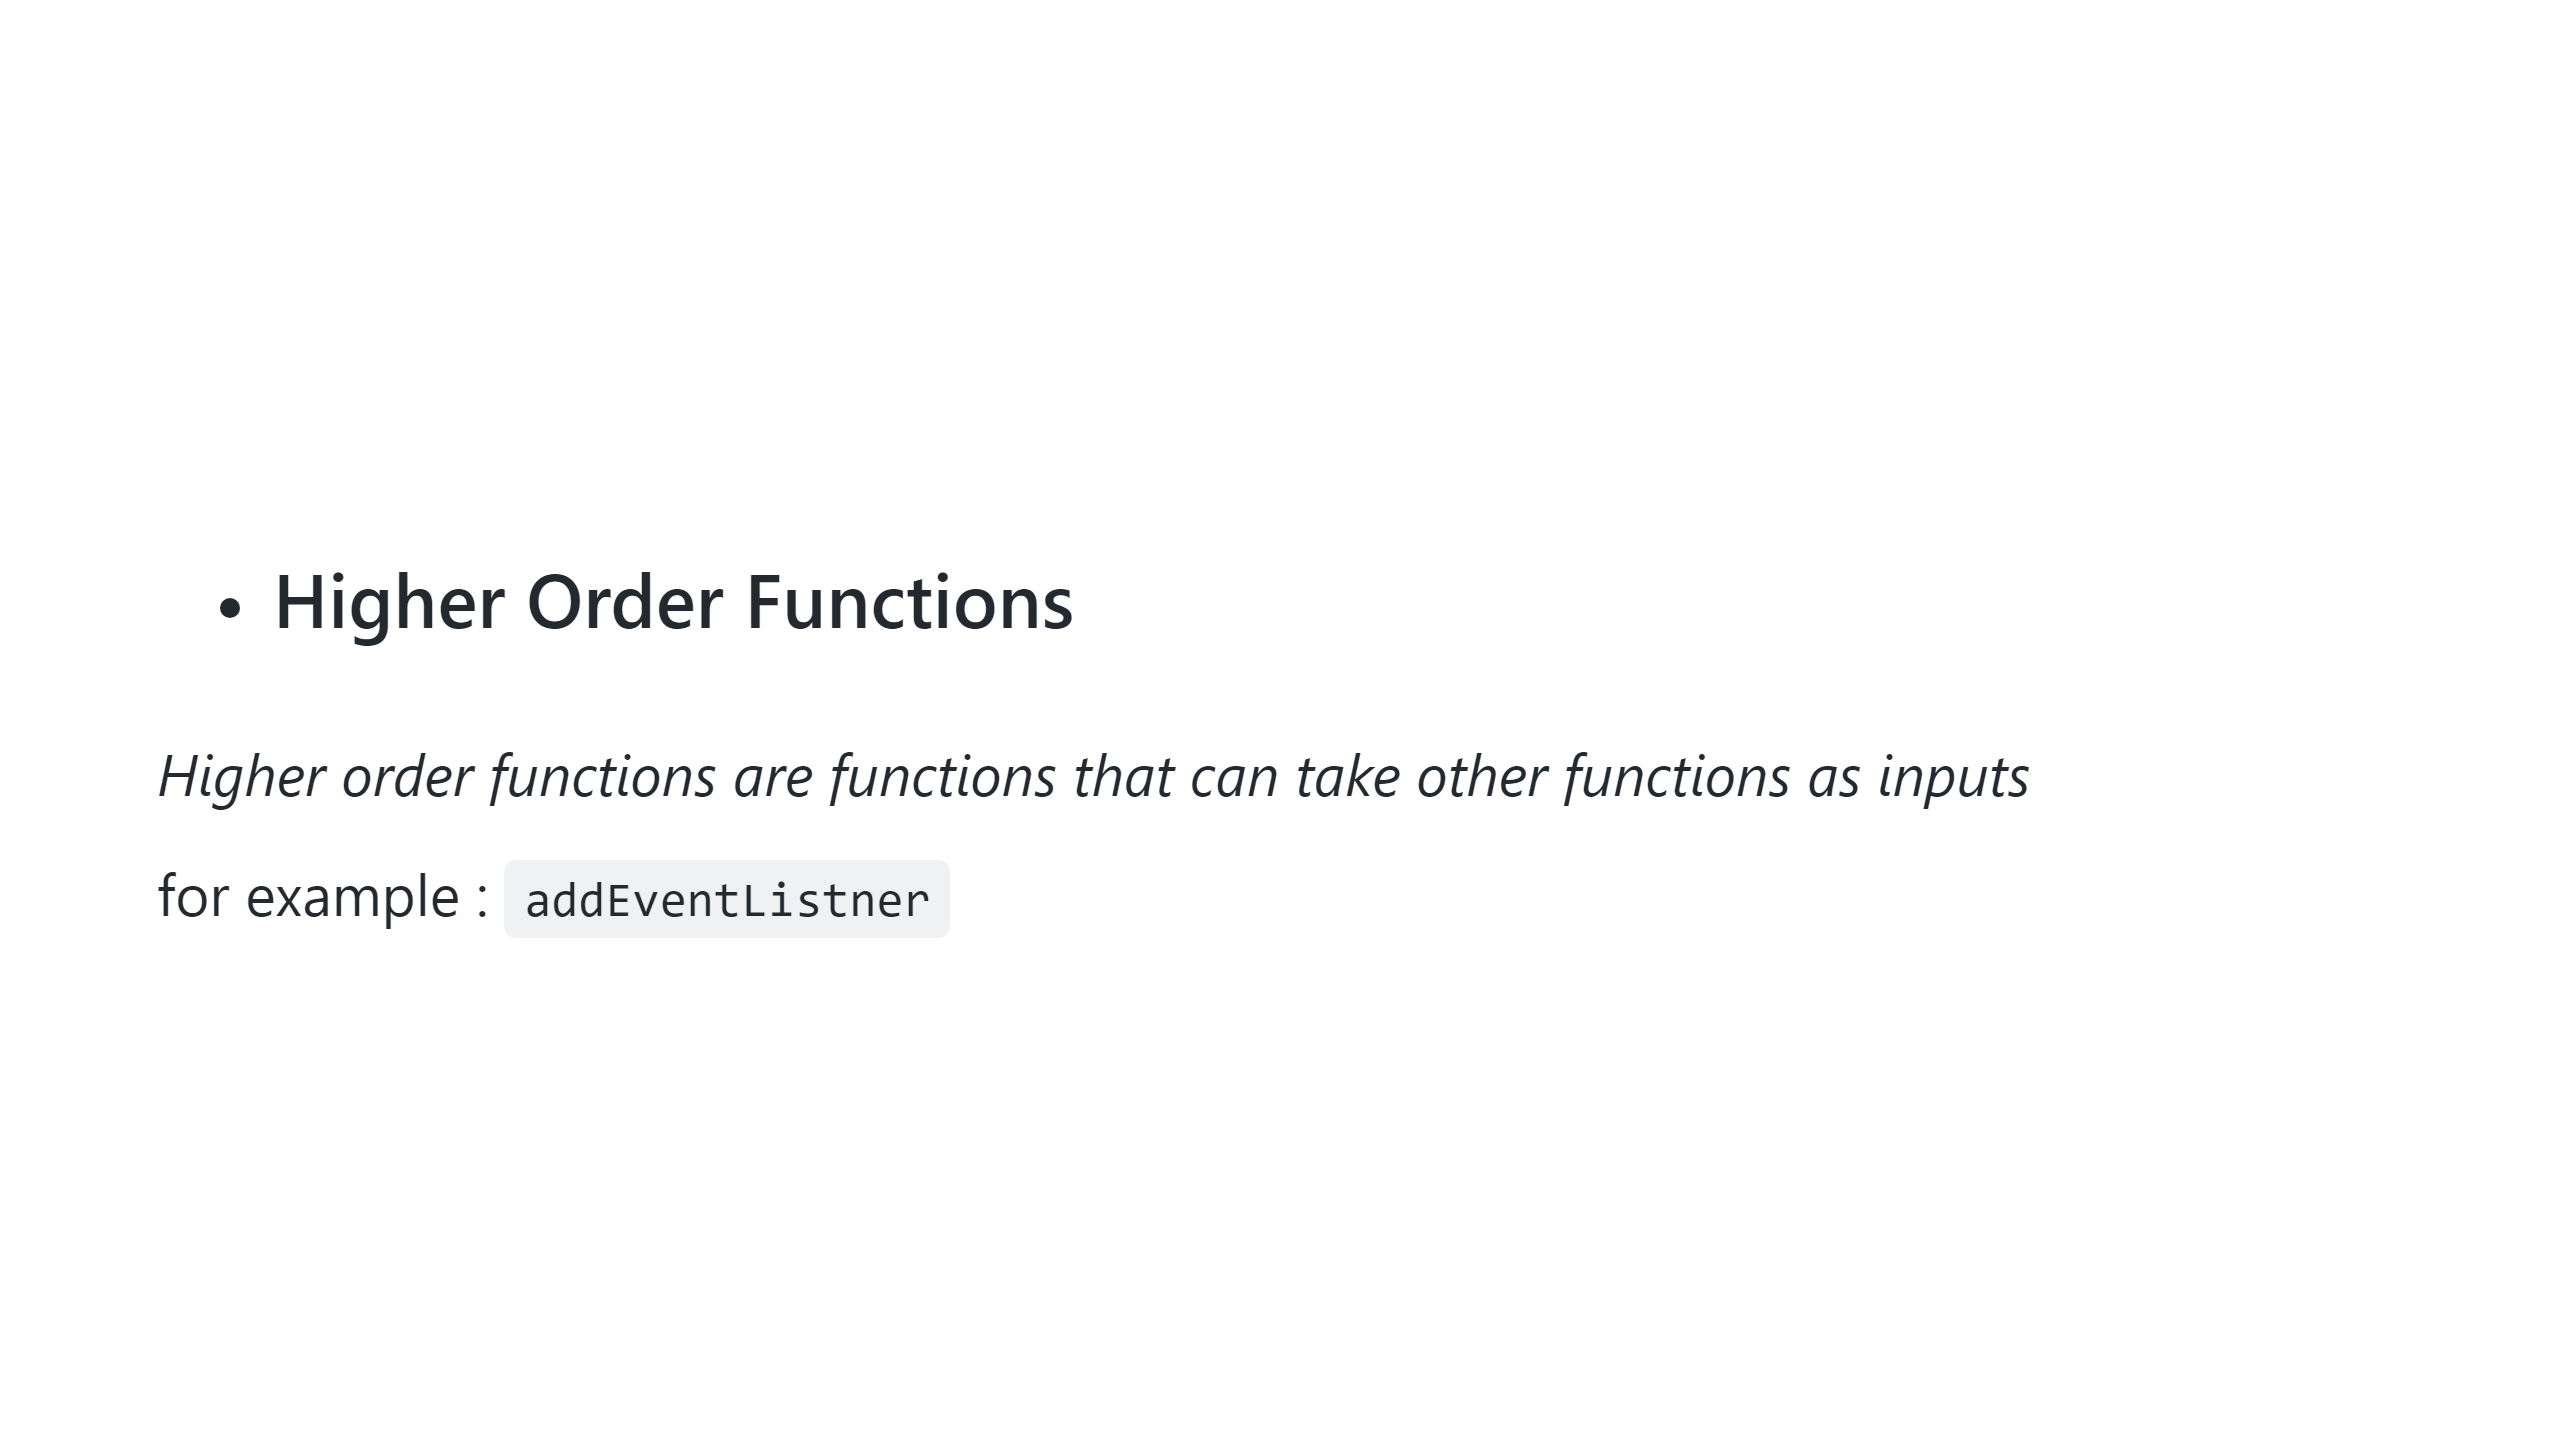 • Higher Order Functions
Higher order functions are functions that can take other functions as inputs
for example : addEventListner